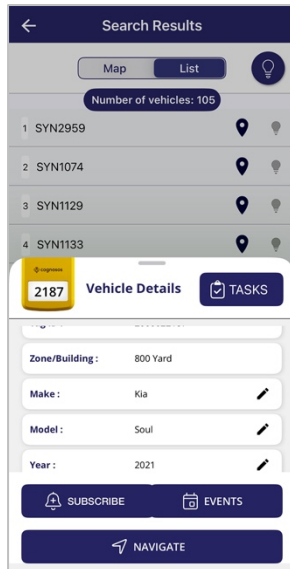 Search Results
Map List
Number of vehicles: 105
1 SYN2959
2 SYN1074
3 SYN1129
4 SYN1133
cognosos
2187 Vehicle Details TASKS
Zone/Building : 800 Yard
Make : Kia
Model : Soul
Year : 2021
SUBSCRIBE EVENTS
NAVIGATE